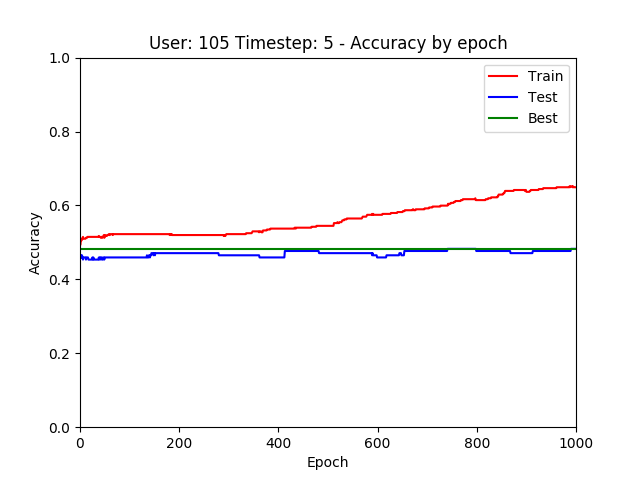 User: 105 Timestep: 5 - Accuracy by epoch
1.0
0.8
0.6
0.4
0.2
0.0
Accuracy
Train
Test
Best
0 200 400 600 800 1000
Epoch